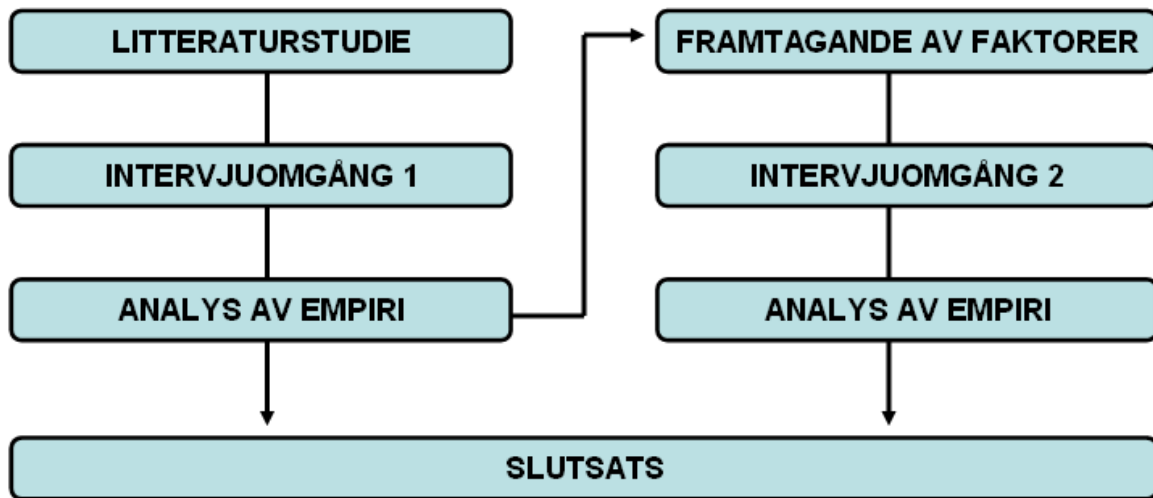 LITTERATURSTUDIE
INTERVJUOMGÅNG 1
ANALYS AV EMPIRI
FRAMTAGANDE AV FAKTORER
INTERVJUOMGÅNG 2
ANALYS AV EMPIRI
SLUTSATS